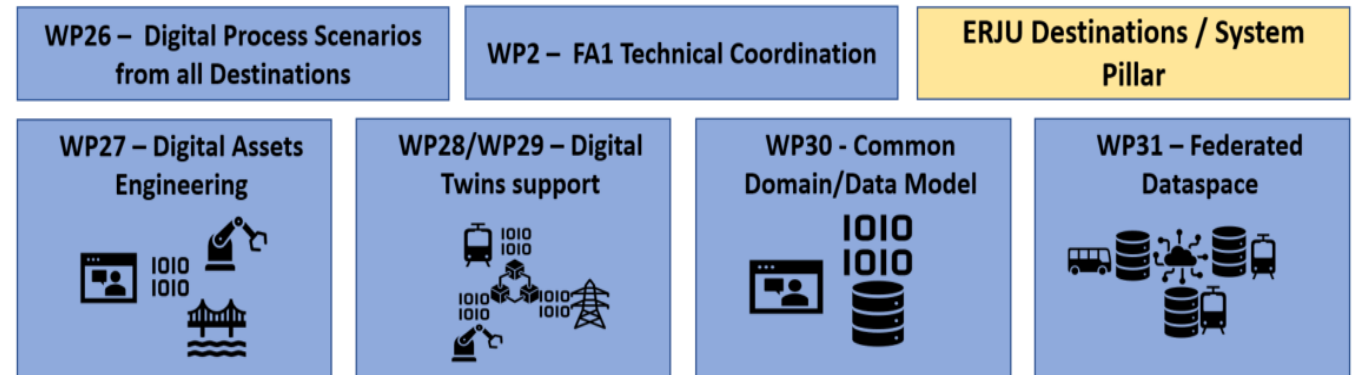 WP26 – Digital Process Scenarios
from all Destinations
WP2 – FA1 Technical Coordination
ERJU Destinations / System
Pillar
WP27 – Digital Assets
Engineering
1010
1010
WP28/WP29 – Digital
Twins support
1010
1010
1010
1010
1010
1010
WP30 - Common
Domain/Data Model
1010
1010
WP31 – Federated
Dataspace